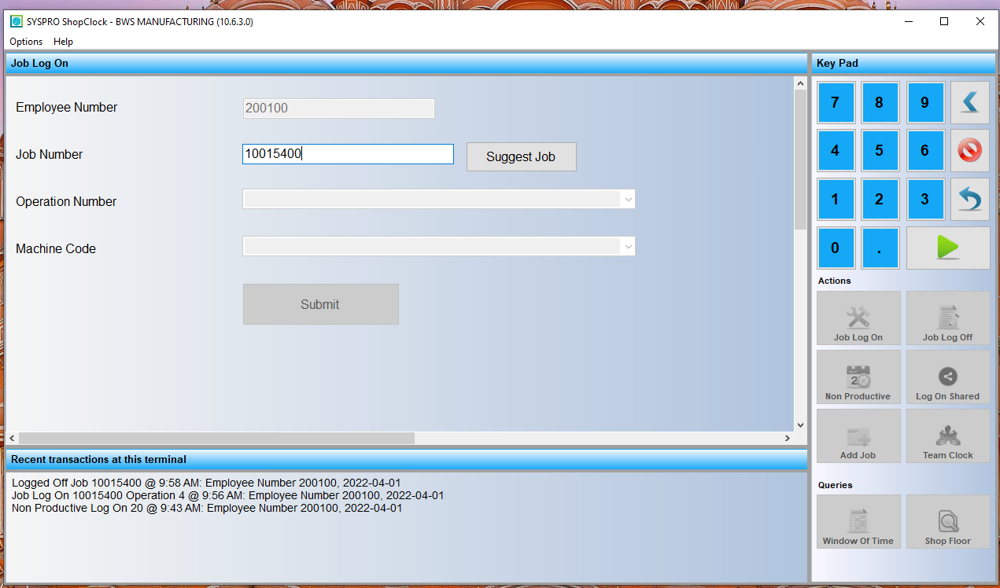 SYSPRO ShopClock - BWS MANUFACTURING (10.6.3.0)
Options Help
Job Log On
Employee Number 200100
Job Number 10015400 Suggest Job
Operation Number
Machine Code
Submit
Recent transactions at this terminal
Logged Off Job 10015400 @ 9:58 AM: Employee Number 200100, 2022-04-01
Job Log On 10015400 Operation 4 @ 9:56 AM: Employee Number 200100, 2022-04-01
Non Productive Log On 20 @ 9:43 AM: Employee Number 200100, 2022-04-01
Key Pad
7 8 9
4 5 6
1 2 3
0 .
Actions
Job Log On Job Log Off
2
Non Productive Log On Shared
Add Job Team Clock
Queries
Window Of Time Shop Floor